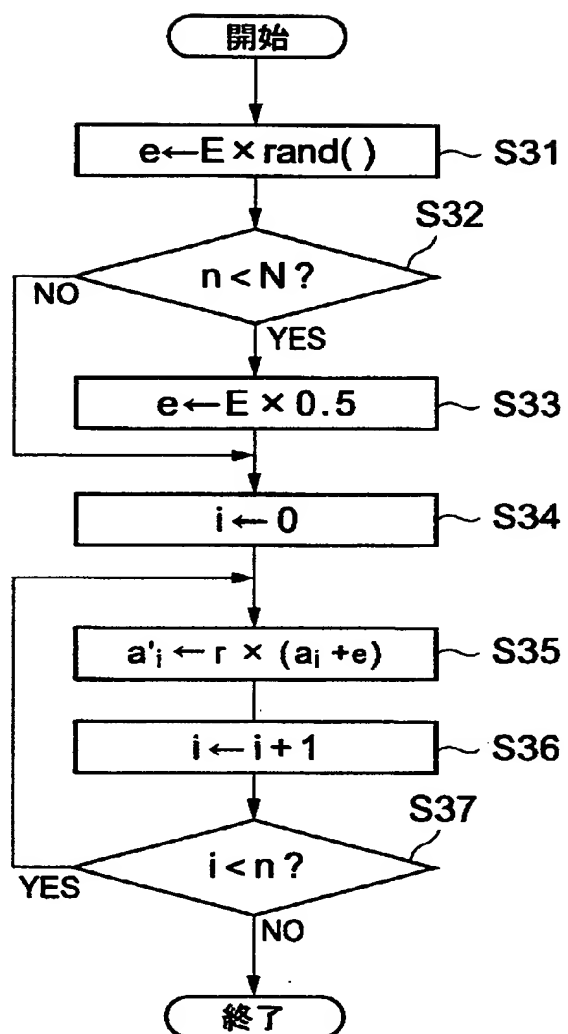 開始
e←E×rand( )
S31
S32
n<N?
NO
YES
e←E×0.5
S33
i←0
S34
a'i←r×(ai+e)
S35
i←i+1
S36
S37
i<n?
YES
NO
終了